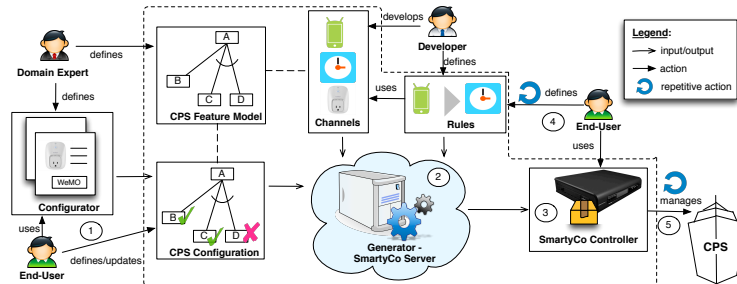 Domain Expert
defines
defines
A
B
C
D
CPS Feature Model
Channels
develops
Developer
defines
uses
Rules
Legend:
input/output
action
repetitive action
defines
4
End-User
uses
WeMO
Configurator
uses
1
End-User
defines/updates
A
B
C
D
CPS Configuration
2
Generator -
SmartyCo Server
3
SmartyCo Controller
manages
5
CPS